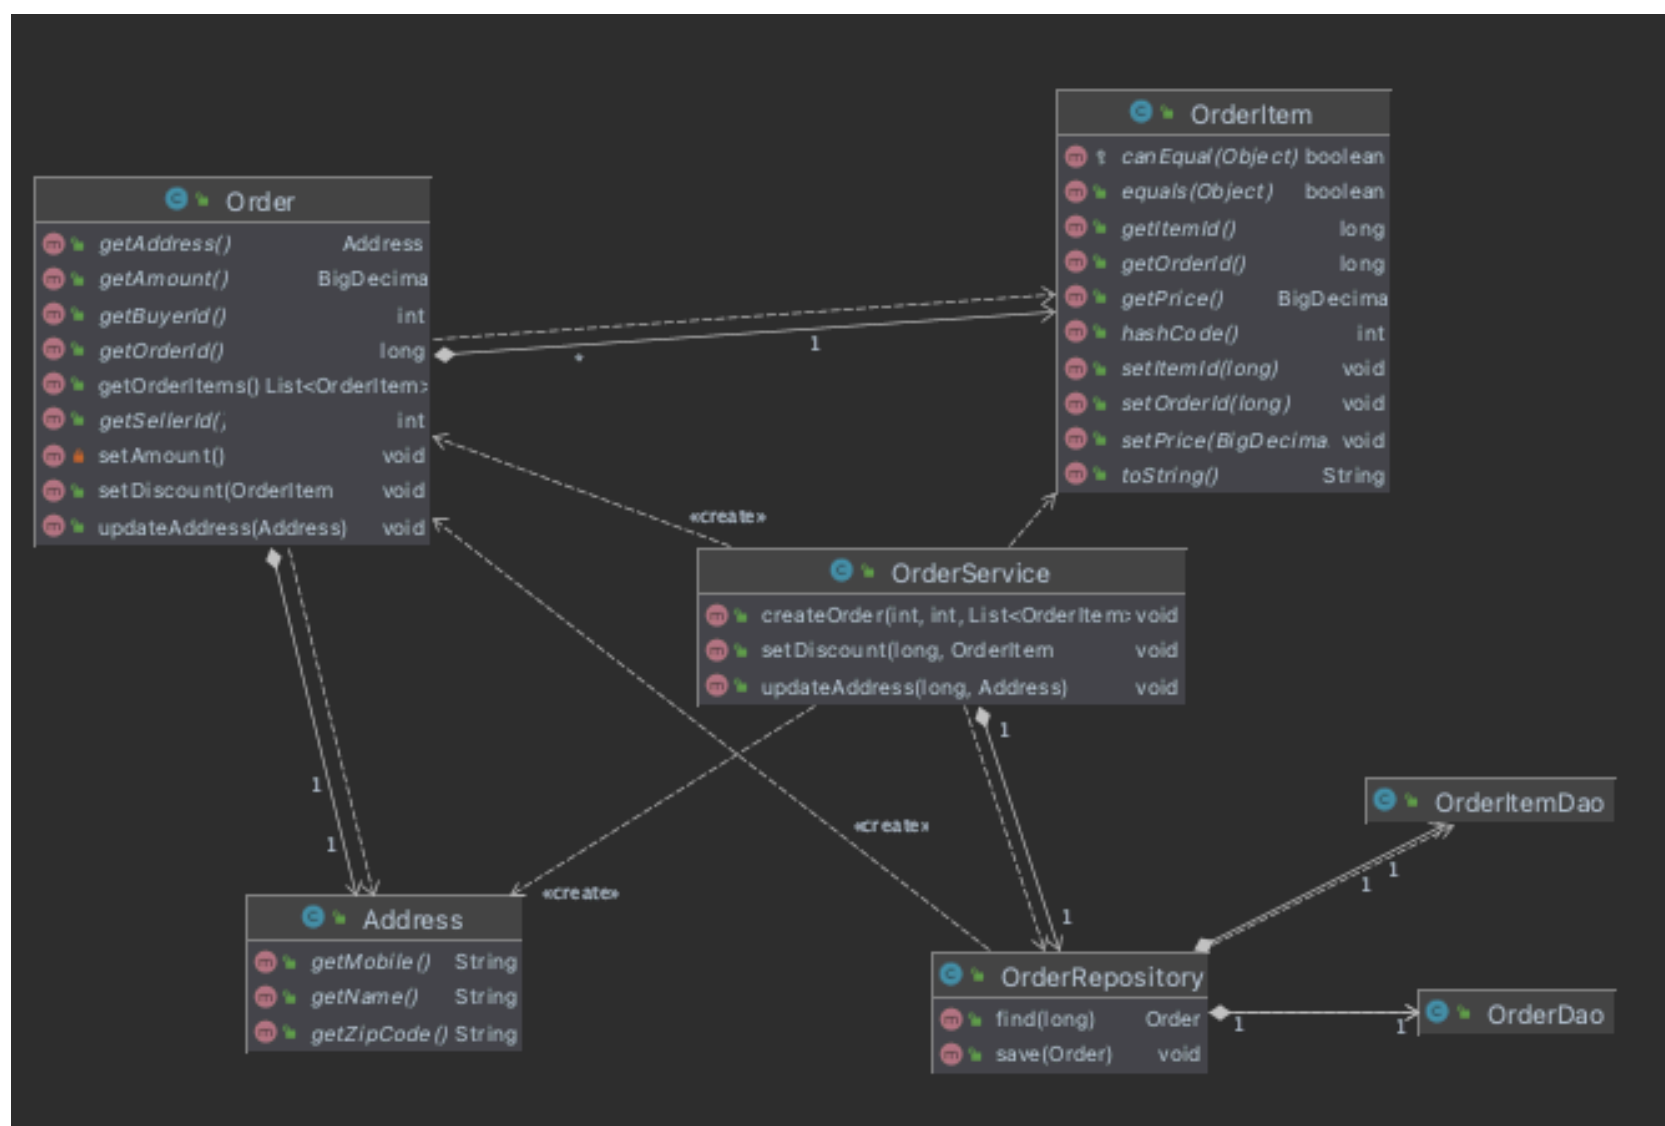 OrderItem
canEqual(Object) boolean
equals(Object) boolean
getItemId() long
getOrderId() long
getPrice() BigDecima
hashCode() int
setItemId(long) void
setOrderId(long) void
setPrice(BigDecima void
toString() String
Order
getAddress() Address
getAmount() BigDecima
getBuyerId() int
getOrderId() long
getOrderItems() List<OrderItem>
getSellerId() int
setAmount() void
setDiscount(OrderItem void
updateAddress(Address) void
* 1
«create»
OrderService
createOrder(int, int, List<OrderItem> void
setDiscount(long, OrderItem void
updateAddress(long, Address) void
1
1
1
«create»
«create»
1
Address
getMobile() String
getName() String
getZipCode() String
OrderRepository
find(long) Order
save(Order) void
OrderItemDao
1 1
OrderDao
1 1